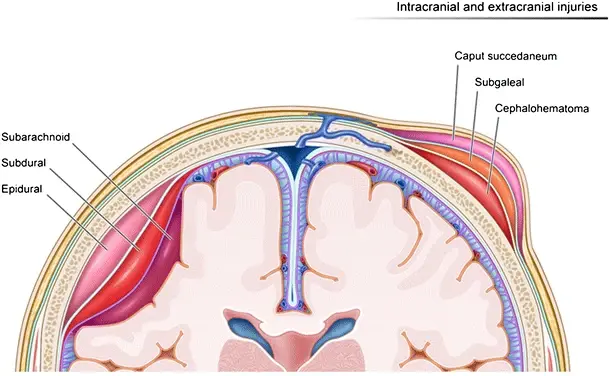 Intracranial and extracranial injuries
Caput succedaneum
Subgaleal
Cephalohematoma
Subarachnoid
Subdural
Epidural